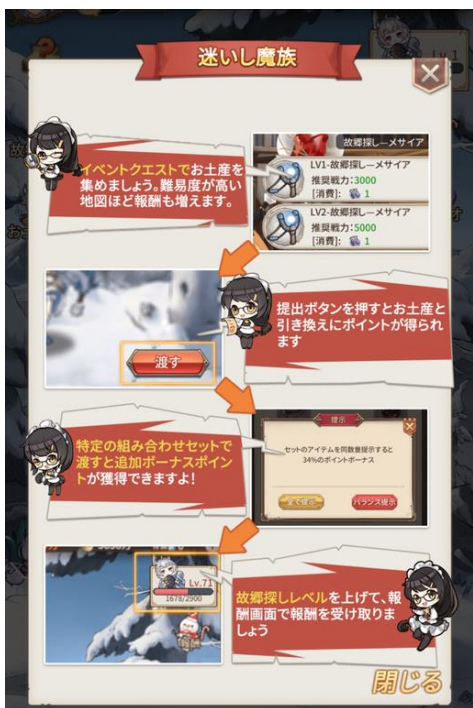 迷いし魔族
Lv.1
イベントクエストでお土産を
集めましょう。難易度が高い
地図ほど報酬も増えます。
故郷探し—メサイア
LV1-故郷探し—メサイア
推奨戦力:3000
[消費]: 1
LV2-故郷探し—メサイア
推奨戦力:5000
[消費]: 1
渡す
提出ボタンを押すとお土産と
引き換えにポイントが得られ
ます
特定の組み合わせセットで
渡すと追加ボーナスポイン
トが獲得できますよ!
提示
セットのアイテムを同数量提示すると
34%のポイントボーナス
全て提示
バランス提示
Lv.71
1678/2900
故郷探しレベルを上げて、報
酬画面で報酬を受け取りま
しょう
閉じる